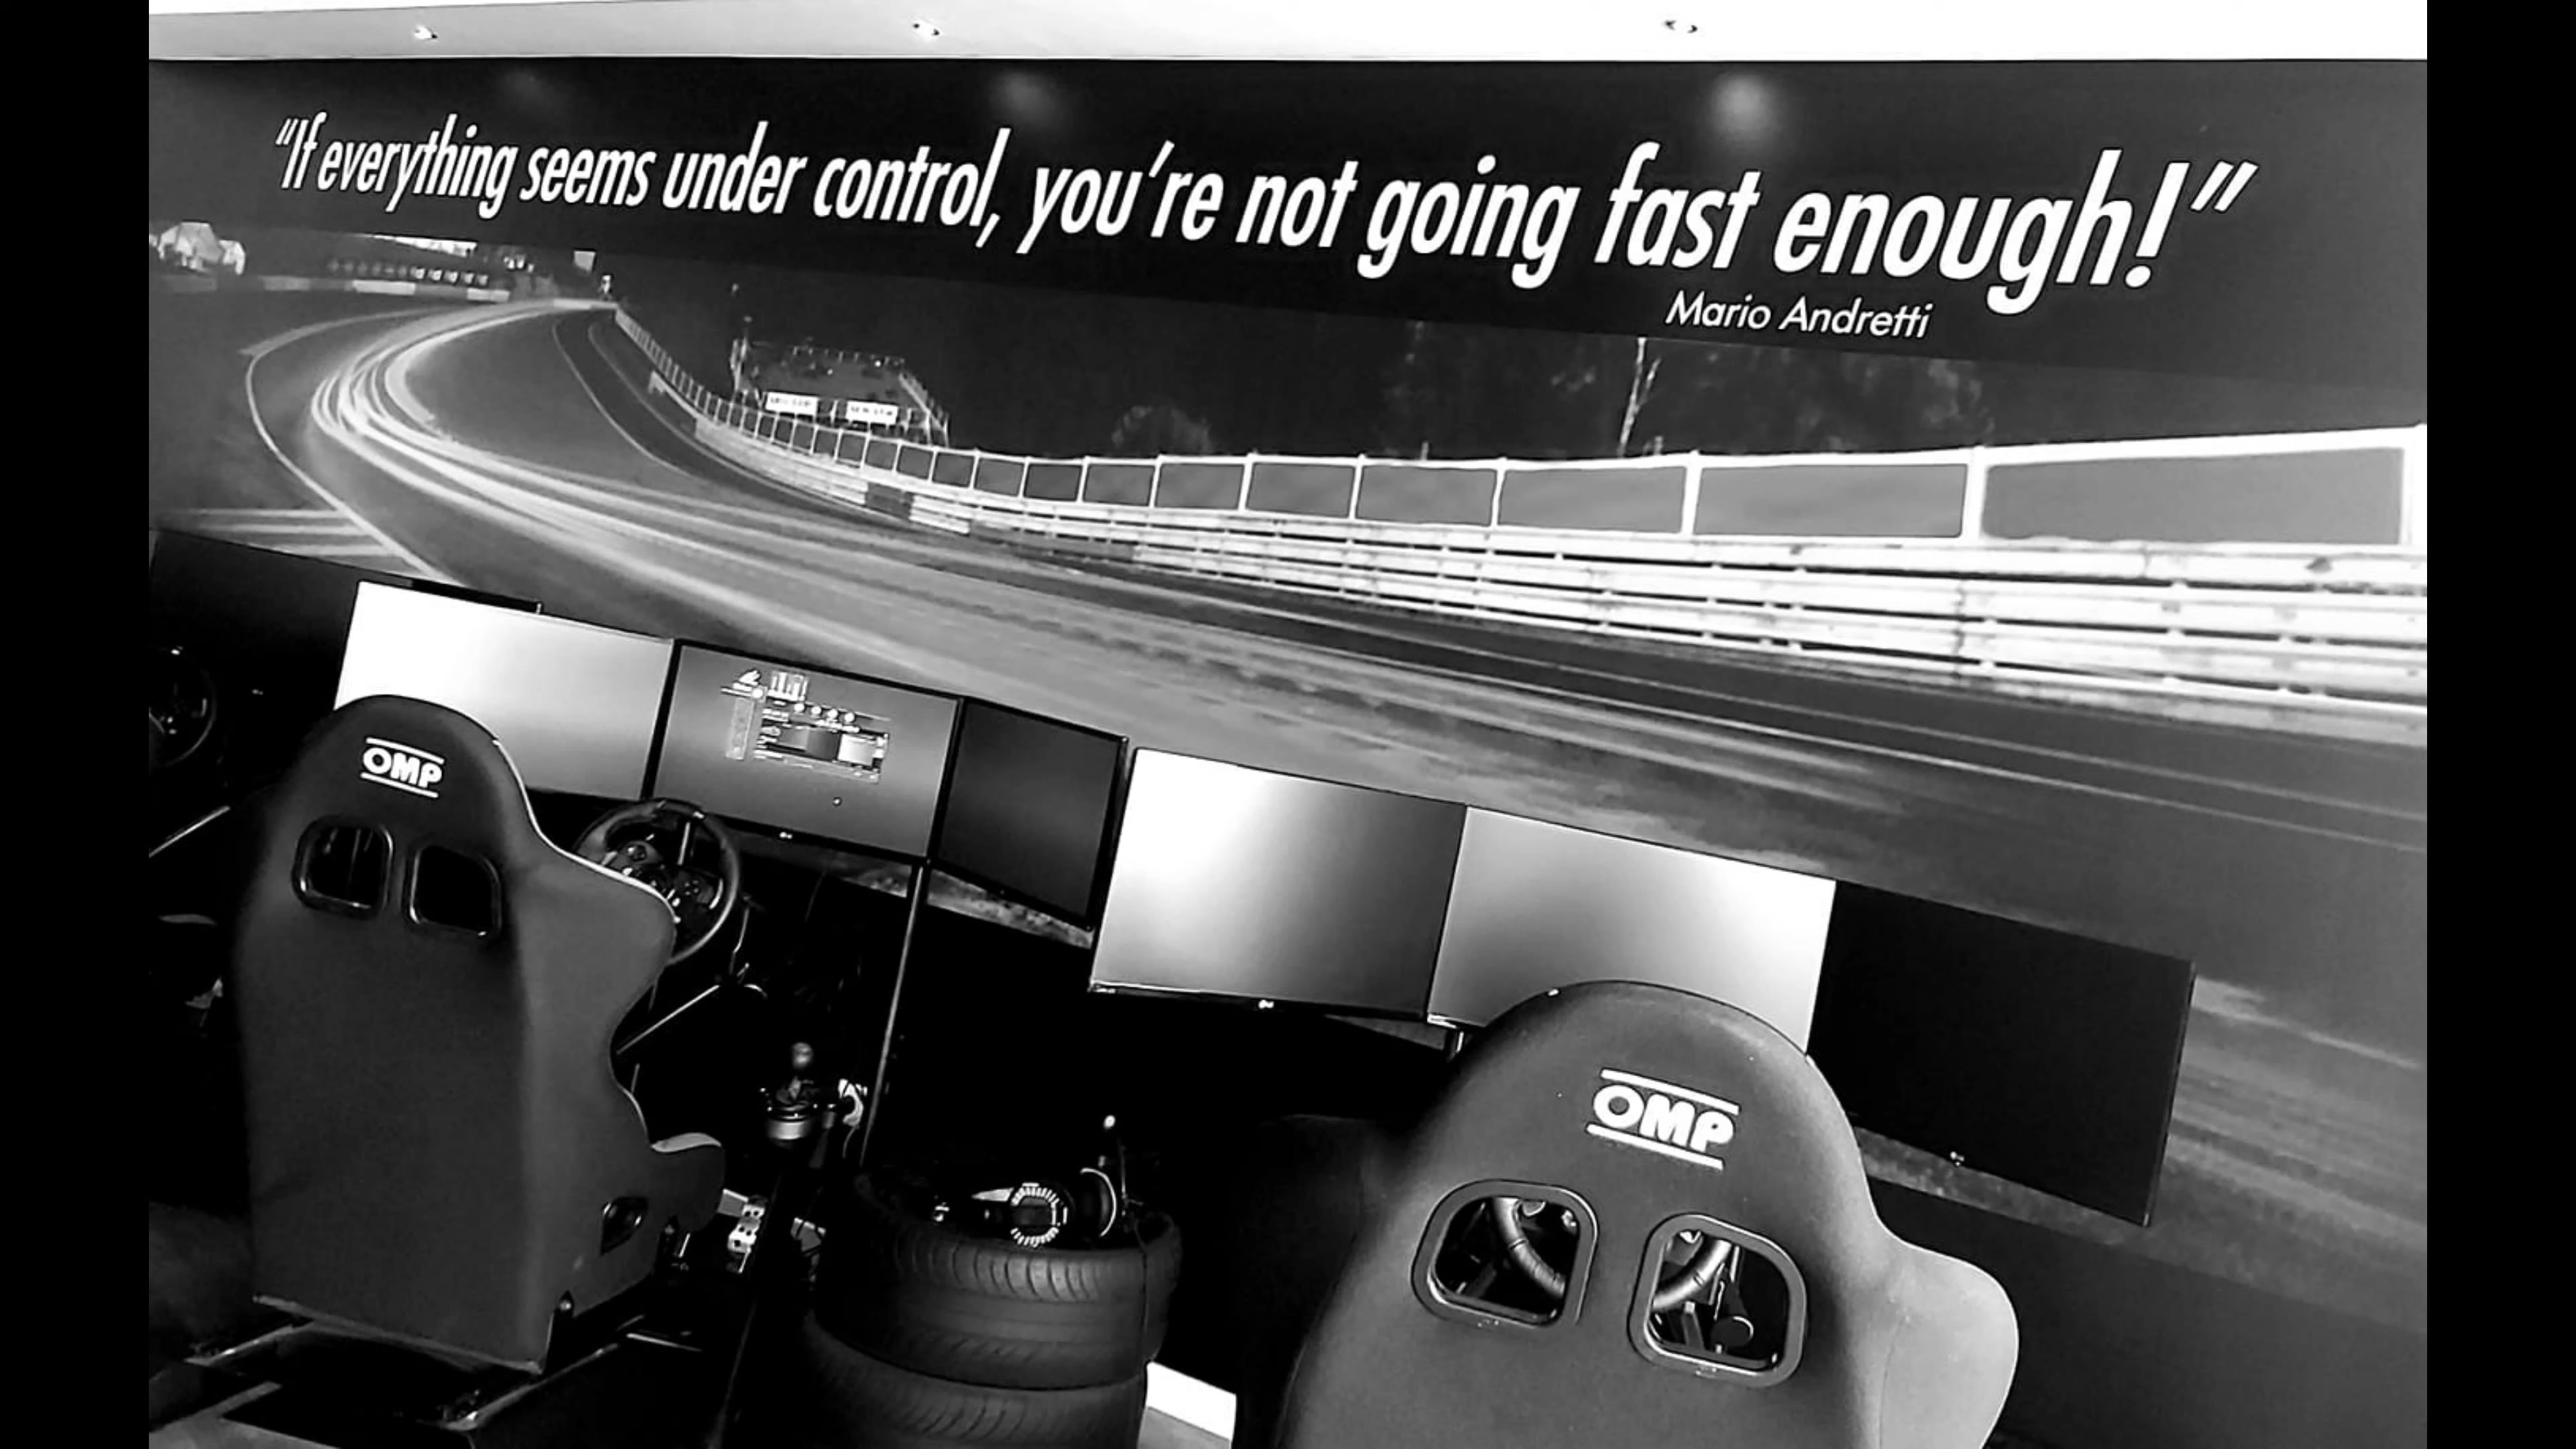 “If everything seems under control, you’re not going fast enough!”
Mario Andretti
OMP
OMP